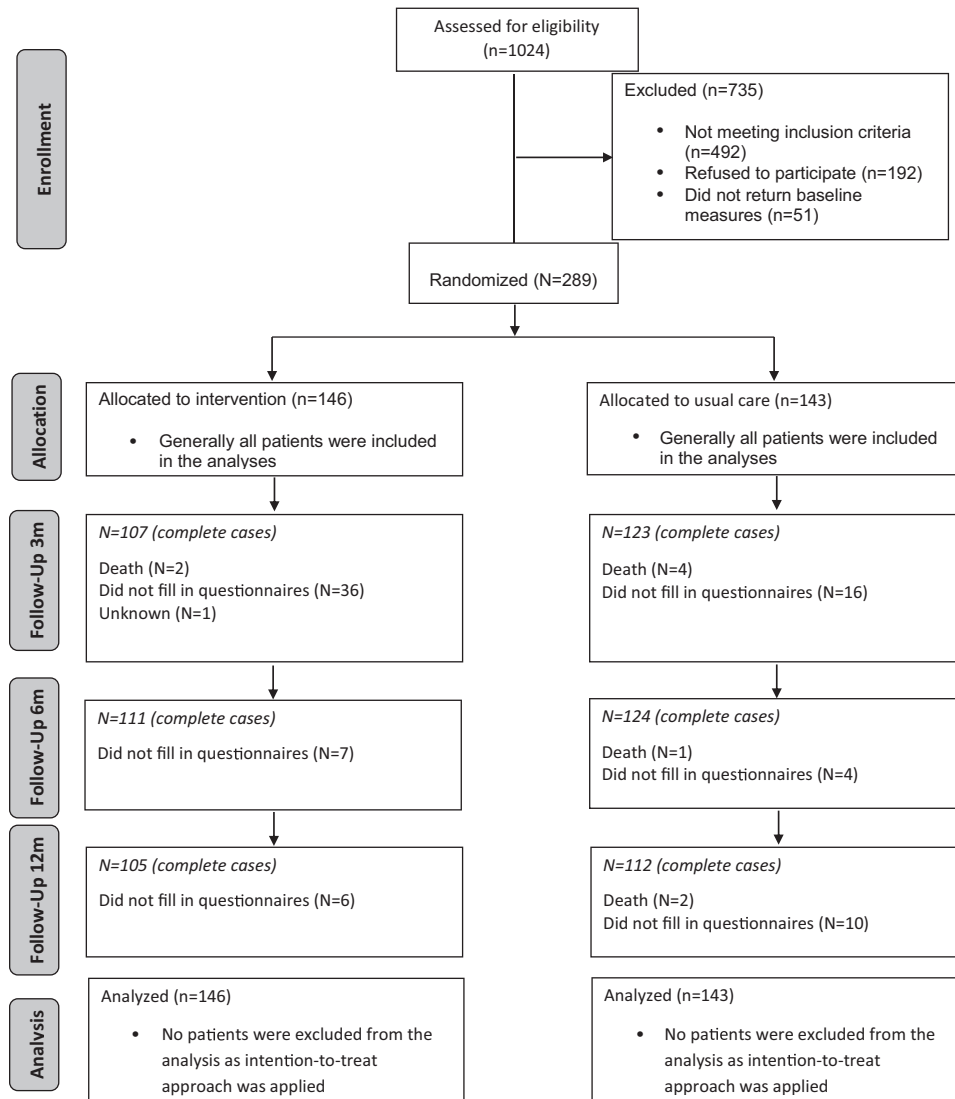 Assessed for eligibility
(n=1024)
Enrollment
Excluded (n=735)
• Not meeting inclusion criteria
(n=492)
• Refused to participate (n=192)
• Did not return baseline
measures (n=51)
Randomized (N=289)
Allocation
Allocated to intervention (n=146)
• Generally all patients were included
in the analyses
Allocated to usual care (n=143)
• Generally all patients were included
in the analyses
Follow-Up 3m
N=107 (complete cases)
Death (N=2)
Did not fill in questionnaires (N=36)
Unknown (N=1)
N=123 (complete cases)
Death (N=4)
Did not fill in questionnaires (N=16)
Follow-Up 6m
N=111 (complete cases)
Did not fill in questionnaires (N=7)
N=124 (complete cases)
Death (N=1)
Did not fill in questionnaires (N=4)
Follow-Up 12m
N=105 (complete cases)
Did not fill in questionnaires (N=6)
N=112 (complete cases)
Death (N=2)
Did not fill in questionnaires (N=10)
Analysis
Analyzed (n=146)
• No patients were excluded from the
analysis as intention-to-treat
approach was applied
Analyzed (n=143)
• No patients were excluded from the
analysis as intention-to-treat
approach was applied